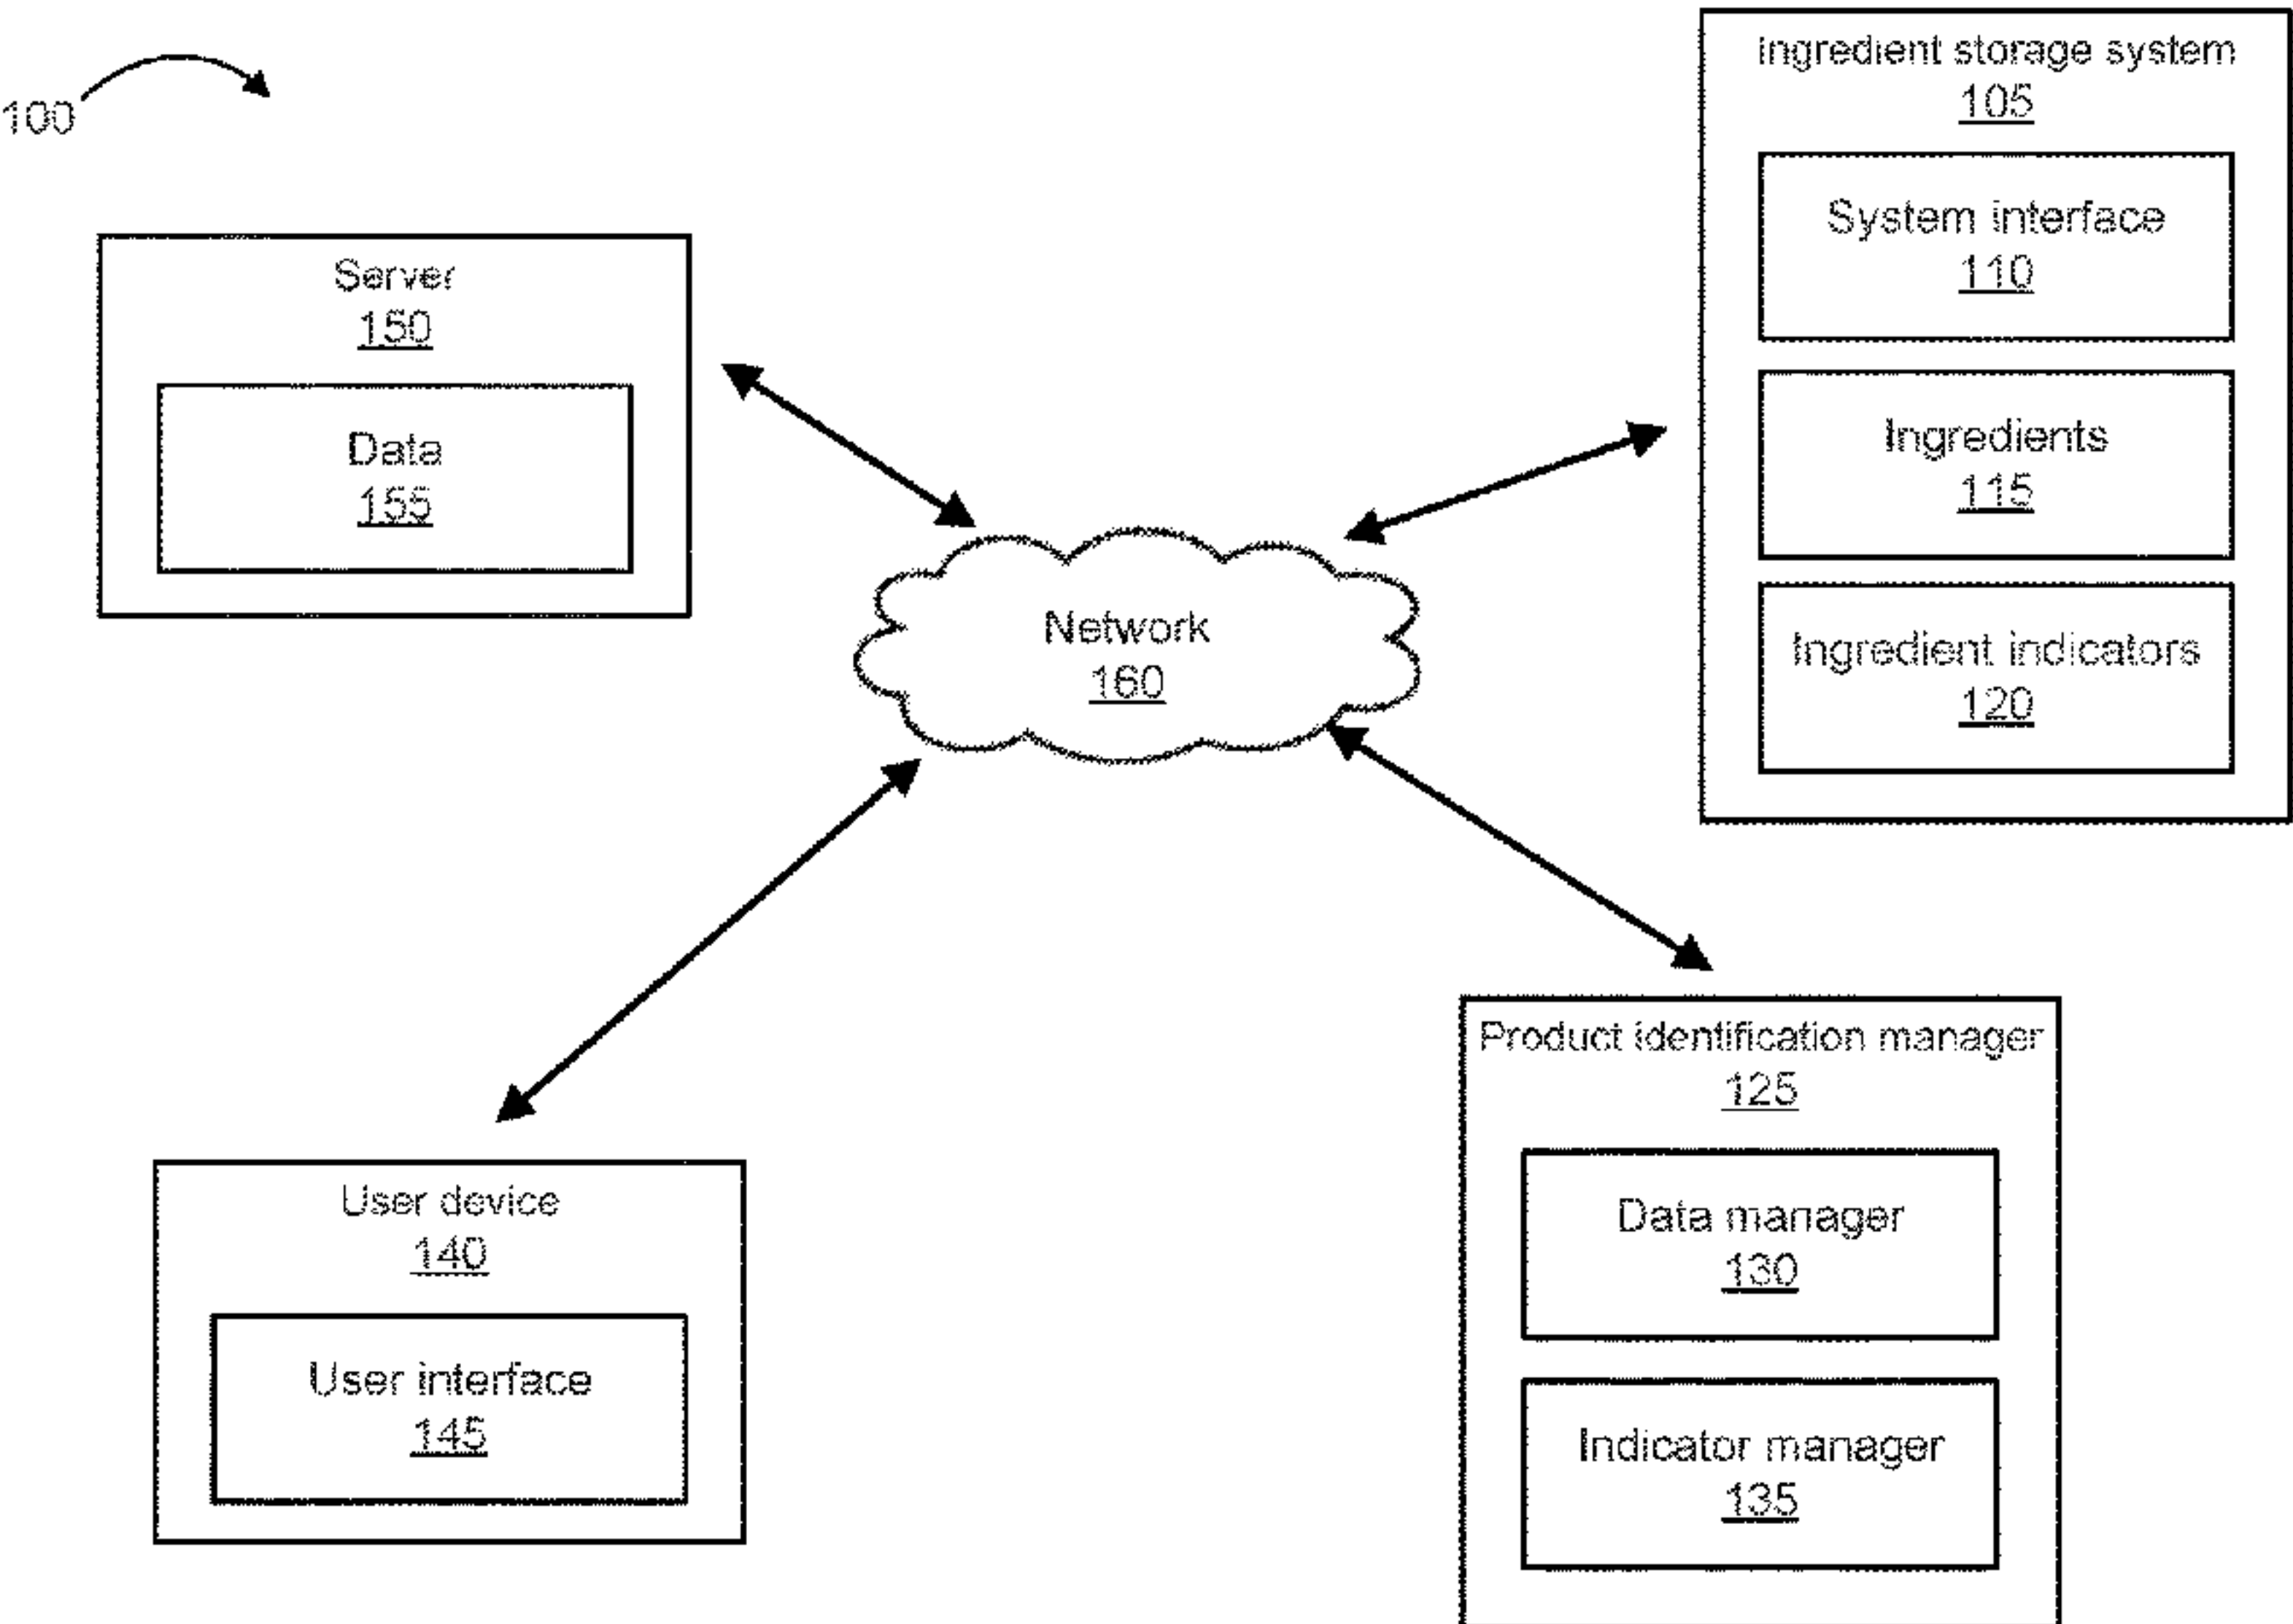 100
Ingredient storage system
105
System interface
110
Ingredients
115
Ingredient indicators
120
Server
150
Data
155
Network
160
Product identification manager
125
Data manager
130
Indicator manager
135
User device
140
User interface
145